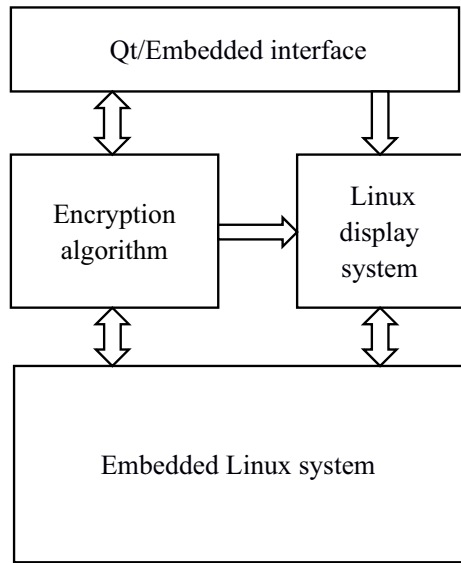 Qt/Embedded interface
Encryption
algorithm
Linux
display
system
Embedded Linux system